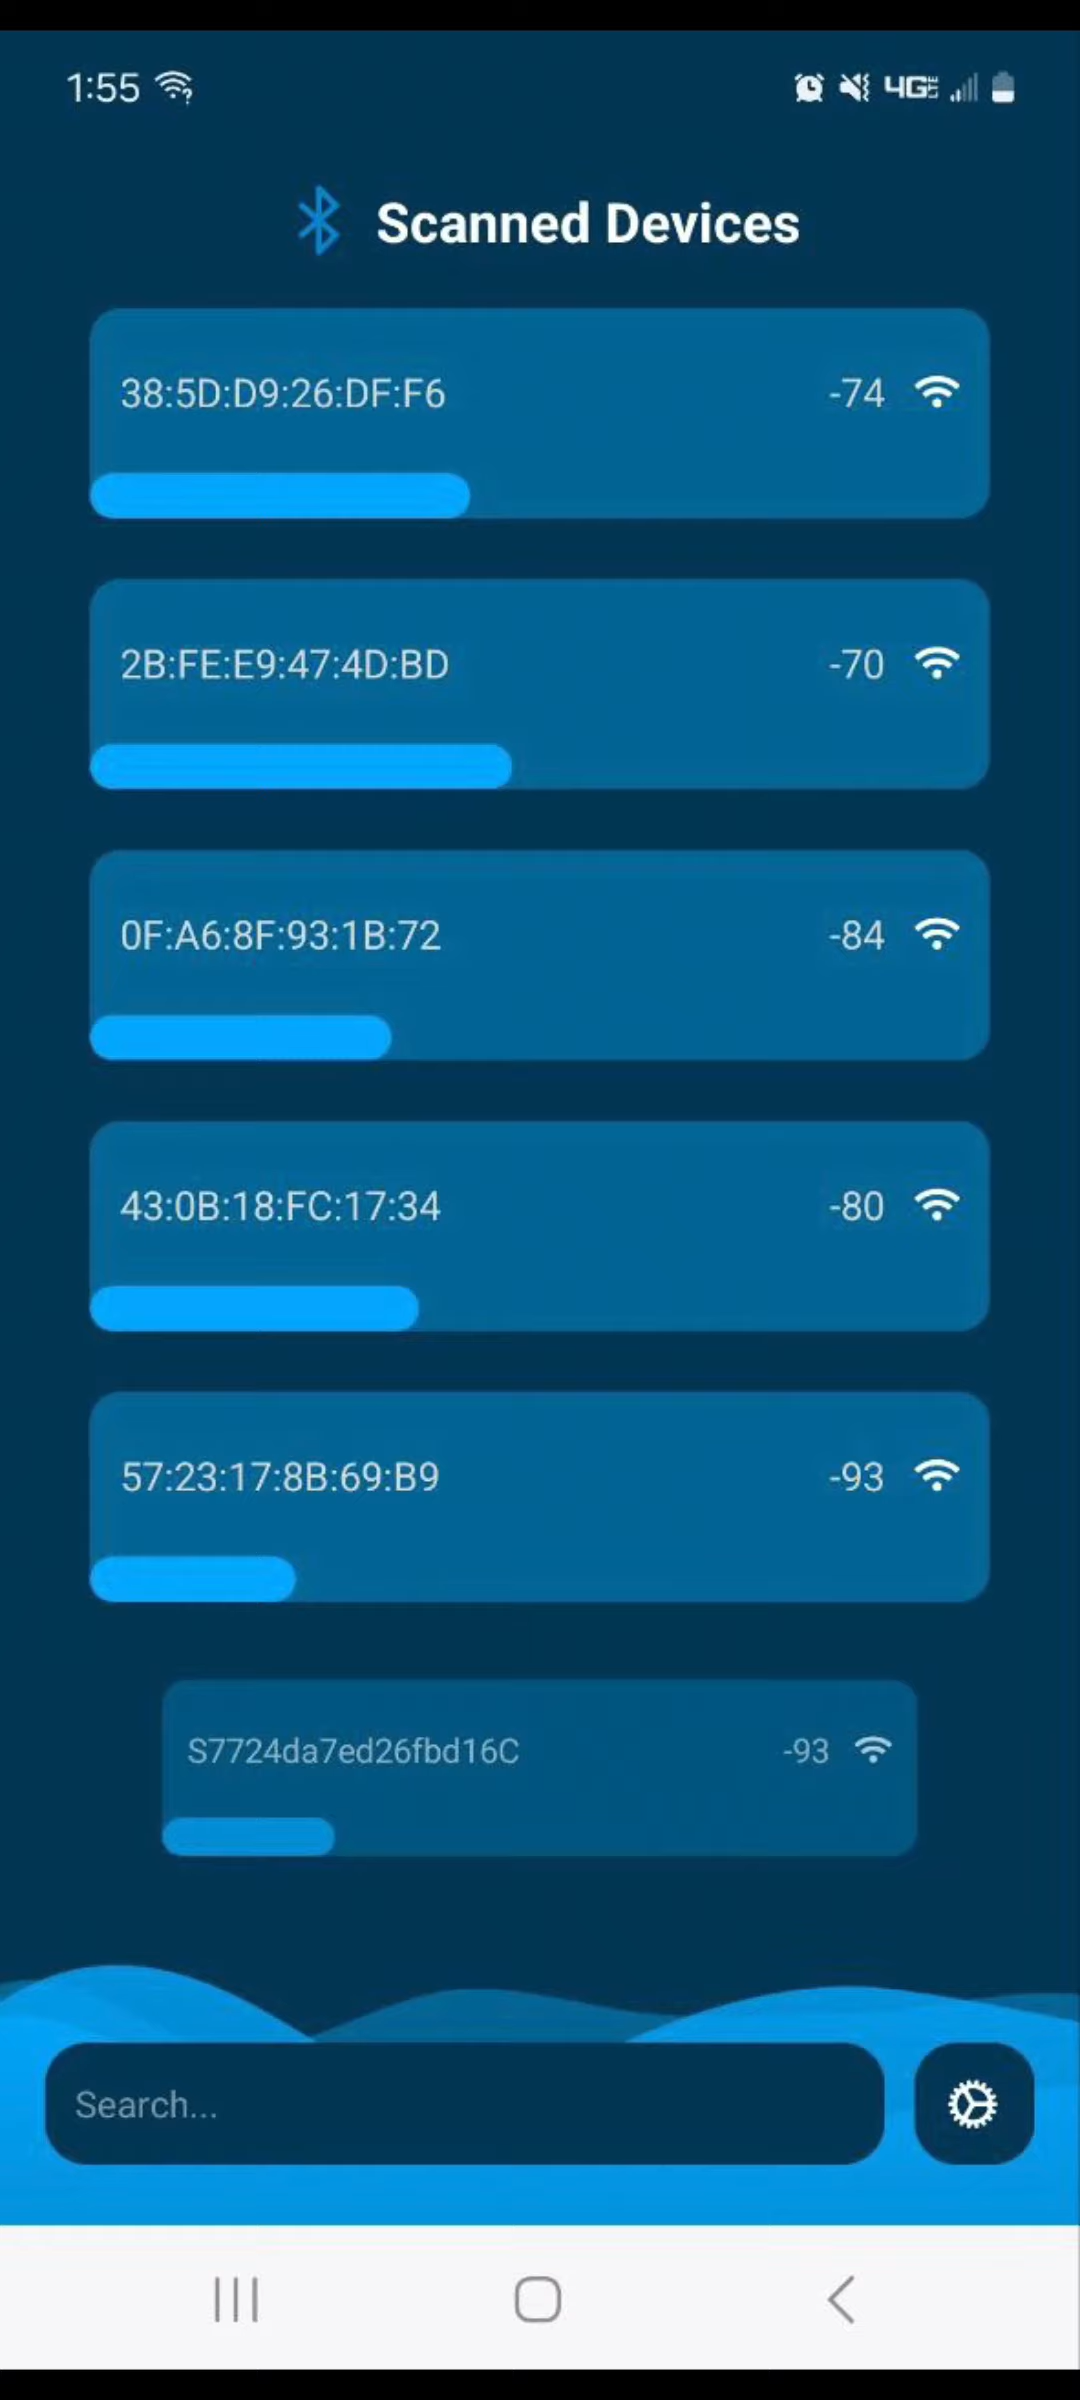 1:55 4G LTE
Scanned Devices
38:5D:D9:26:DF:F6 -74
2B:FE:E9:47:4D:BD -70
0F:A6:8F:93:1B:72 -84
43:0B:18:FC:17:34 -80
57:23:17:8B:69:B9 -93
S7724da7ed26fbd16C -93
Search...